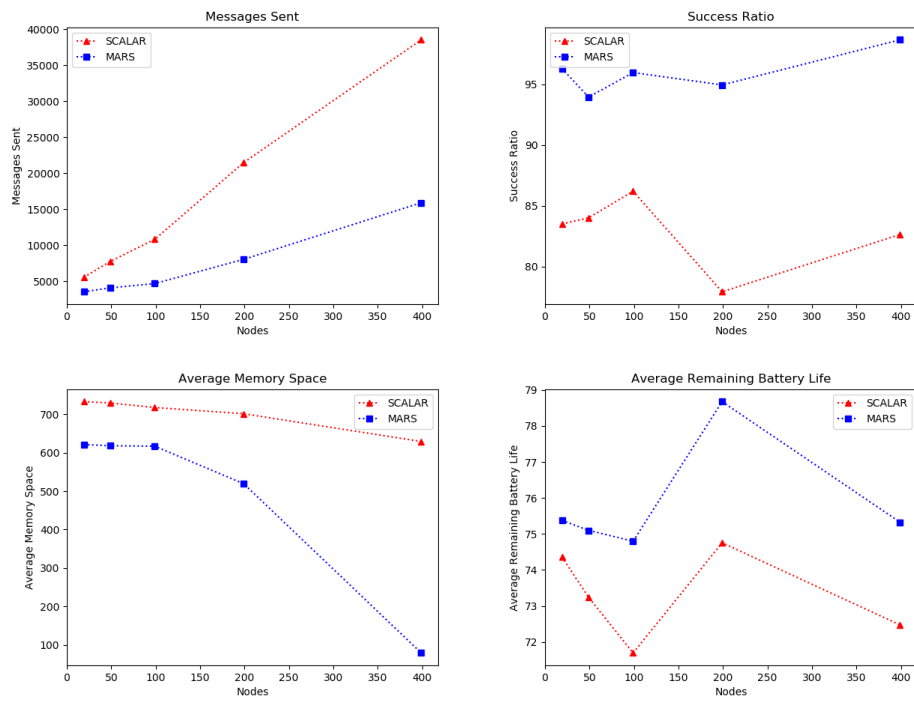 Messages Sent
SCALAR
MARS
40000
35000
30000
25000
20000
15000
10000
5000
Messages Sent
0 50 100 150 200 250 300 350 400
Nodes
Success Ratio
SCALAR
MARS
95
90
85
80
Success Ratio
0 50 100 150 200 250 300 350 400
Nodes
Average Memory Space
SCALAR
MARS
700
600
500
400
300
200
100
Average Memory Space
0 50 100 150 200 250 300 350 400
Nodes
Average Remaining Battery Life
SCALAR
MARS
79
78
77
76
75
74
73
72
Average Remaining Battery Life
0 50 100 150 200 250 300 350 400
Nodes